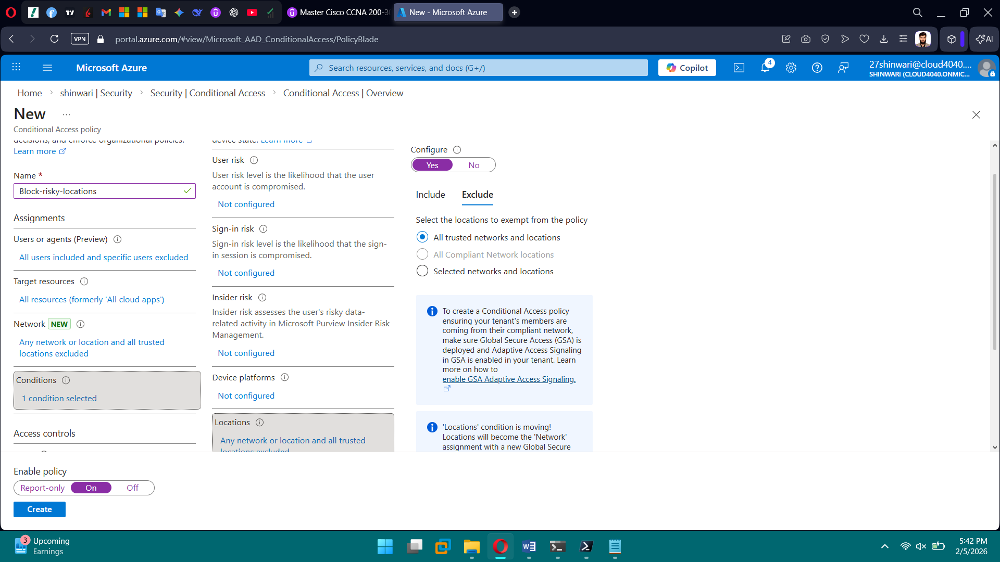 Master Cisco CCNA 200-30
New - Microsoft Azure
VPN
portal.azure.com/#view/Microsoft_AAD_ConditionalAccess/PolicyBlade
AI
Microsoft Azure
Search resources, services, and docs (G+/)
Copilot
4
27shinwari@cloud4040....
SHINWARI (CLOUD4040.ONMIC...
Home > shinwari | Security > Security | Conditional Access > Conditional Access | Overview
New ...
Conditional Access policy
decisions, and enforce organizational policies.
Learn more
Name *
Block-risky-locations
Assignments
Users or agents (Preview)
All users included and specific users excluded
Target resources
All resources (formerly 'All cloud apps')
Network NEW
Any network or location and all trusted
locations excluded
Conditions
1 condition selected
Access controls
device state. Learn more
User risk
User risk level is the likelihood that the user
account is compromised.
Not configured
Sign-in risk
Sign-in risk level is the likelihood that the sign-
in session is compromised.
Not configured
Insider risk
Insider risk assesses the user's risky data-
related activity in Microsoft Purview Insider Risk
Management.
Not configured
Device platforms
Not configured
Locations
Any network or location and all trusted
locations excluded
Configure
Yes No
Include Exclude
Select the locations to exempt from the policy
All trusted networks and locations
All Compliant Network locations
Selected networks and locations
To create a Conditional Access policy
ensuring your tenant's members are
coming from their compliant network,
make sure Global Secure Access (GSA) is
deployed and Adaptive Access Signaling
in GSA is enabled in your tenant. Learn
more on how to
enable GSA Adaptive Access Signaling.
'Locations' condition is moving!
Locations will become the 'Network'
assignment with a new Global Secure
Enable policy
Report-only On Off
Create
3
Upcoming
Earnings
5:42 PM
2/5/2026